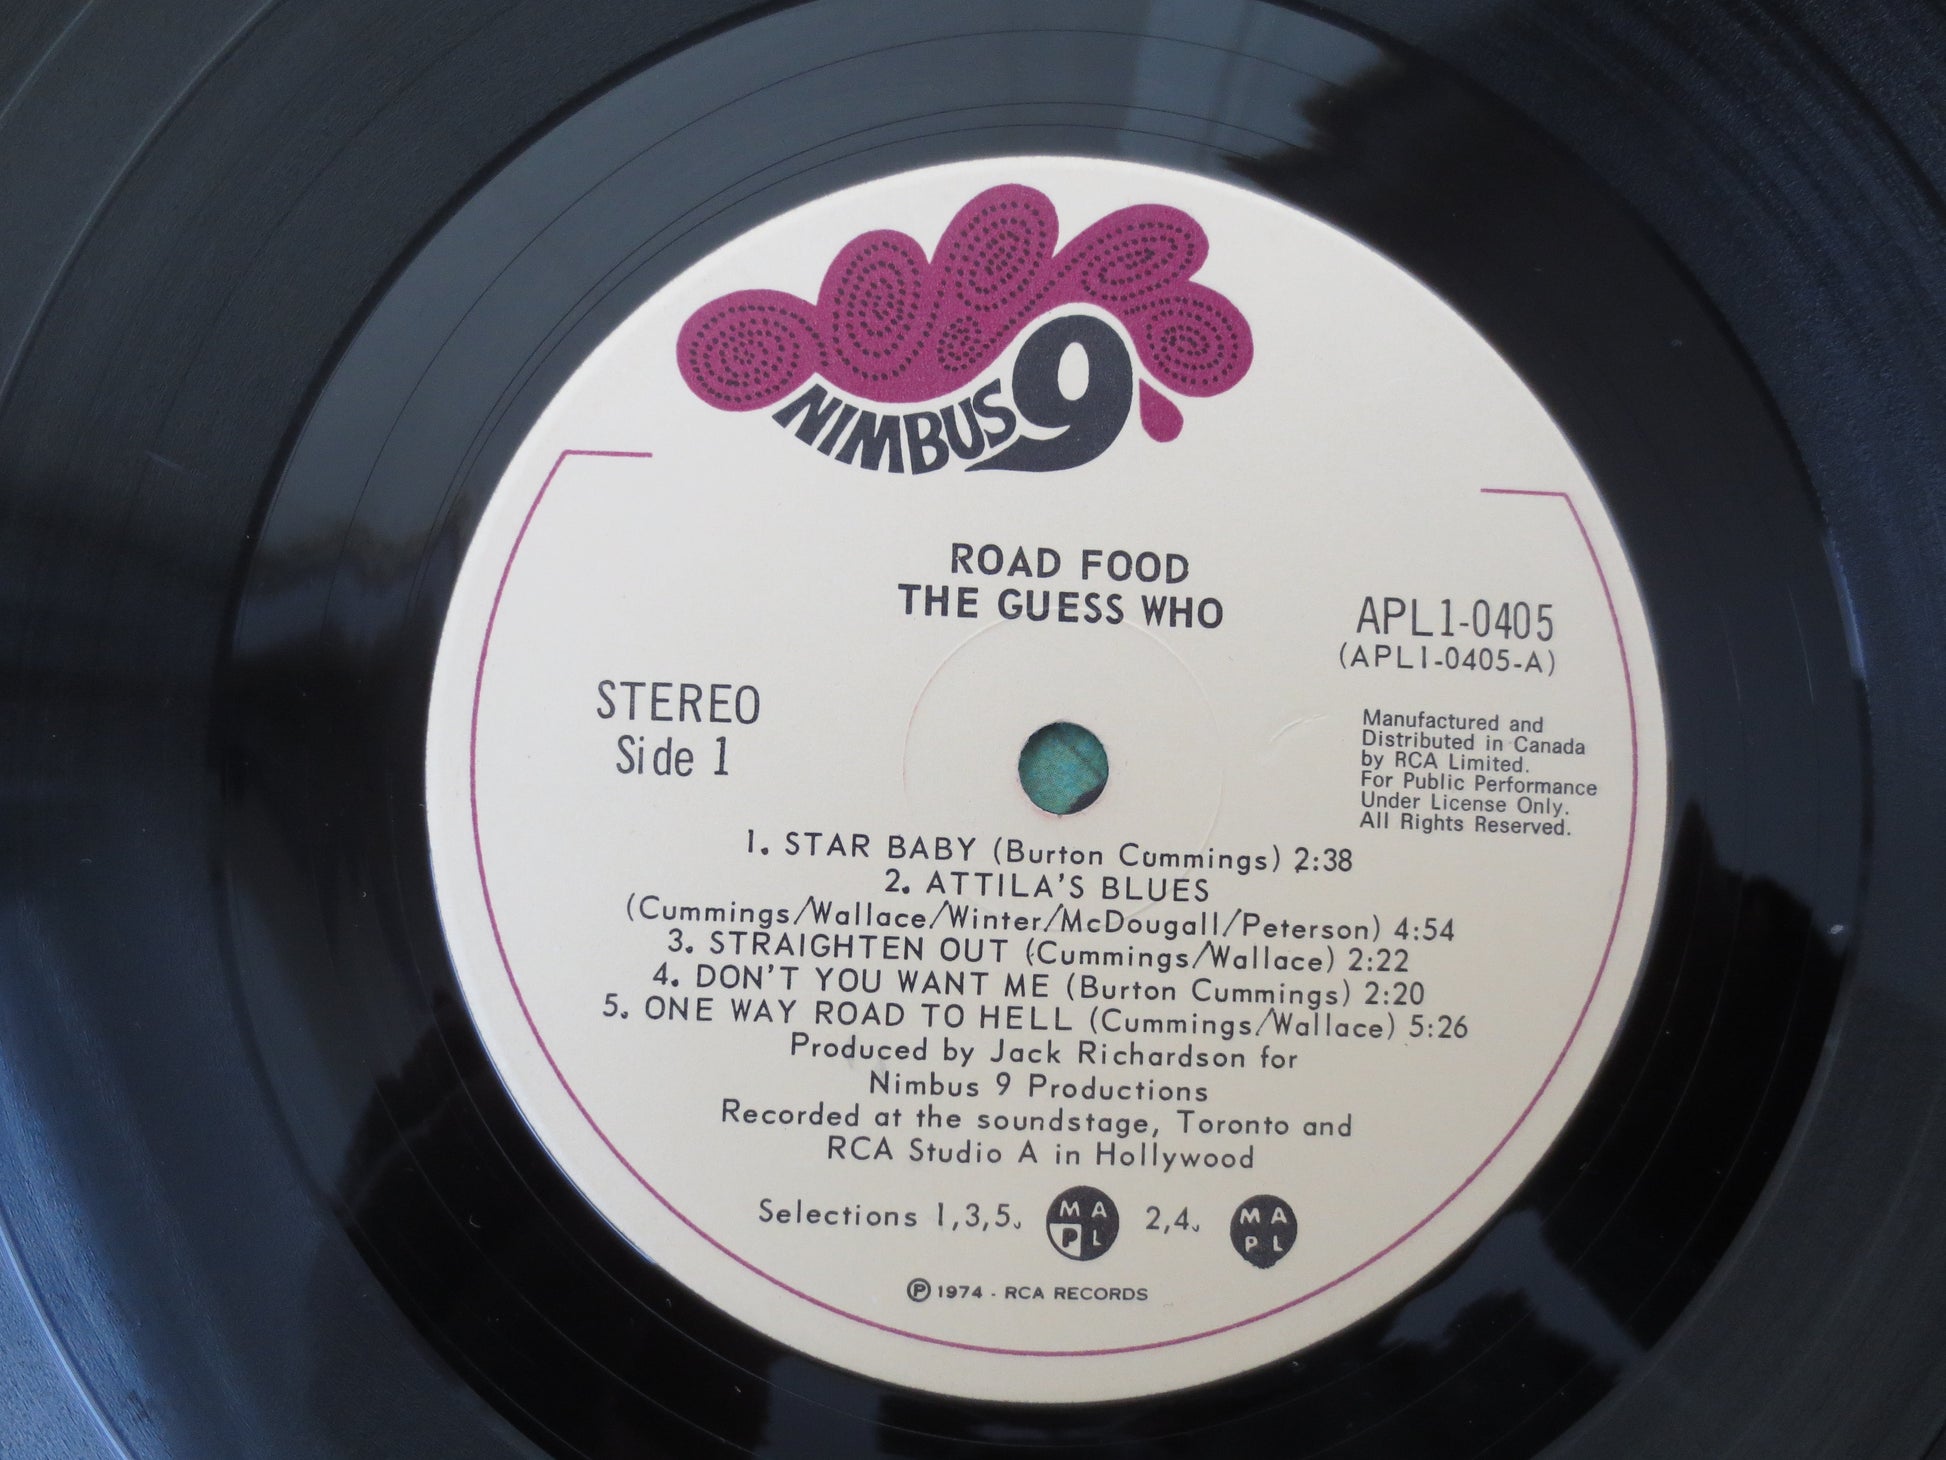 NIMBUS 9
ROAD FOOD
THE GUESS WHO
APL1-0405
(APL1-0405-A)
STEREO
Side 1
Manufactured and
Distributed in Canada
by RCA Limited.
For Public Performance
Under License Only.
All Rights Reserved.
1. STAR BABY (Burton Cummings) 2:38
2. ATTILA'S BLUES
(Cummings/Wallace/Winter/McDougall/Peterson) 4:54
3. STRAIGHTEN OUT (Cummings/Wallace) 2:22
4. DON'T YOU WANT ME (Burton Cummings) 2:20
5. ONE WAY ROAD TO HELL (Cummings/Wallace) 5:26
Produced by Jack Richardson for
Nimbus 9 Productions
Recorded at the soundstage, Toronto and
RCA Studio A in Hollywood
Selections 1,3,5, MAPL 2,4, MAPL
℗ 1974 - RCA RECORDS